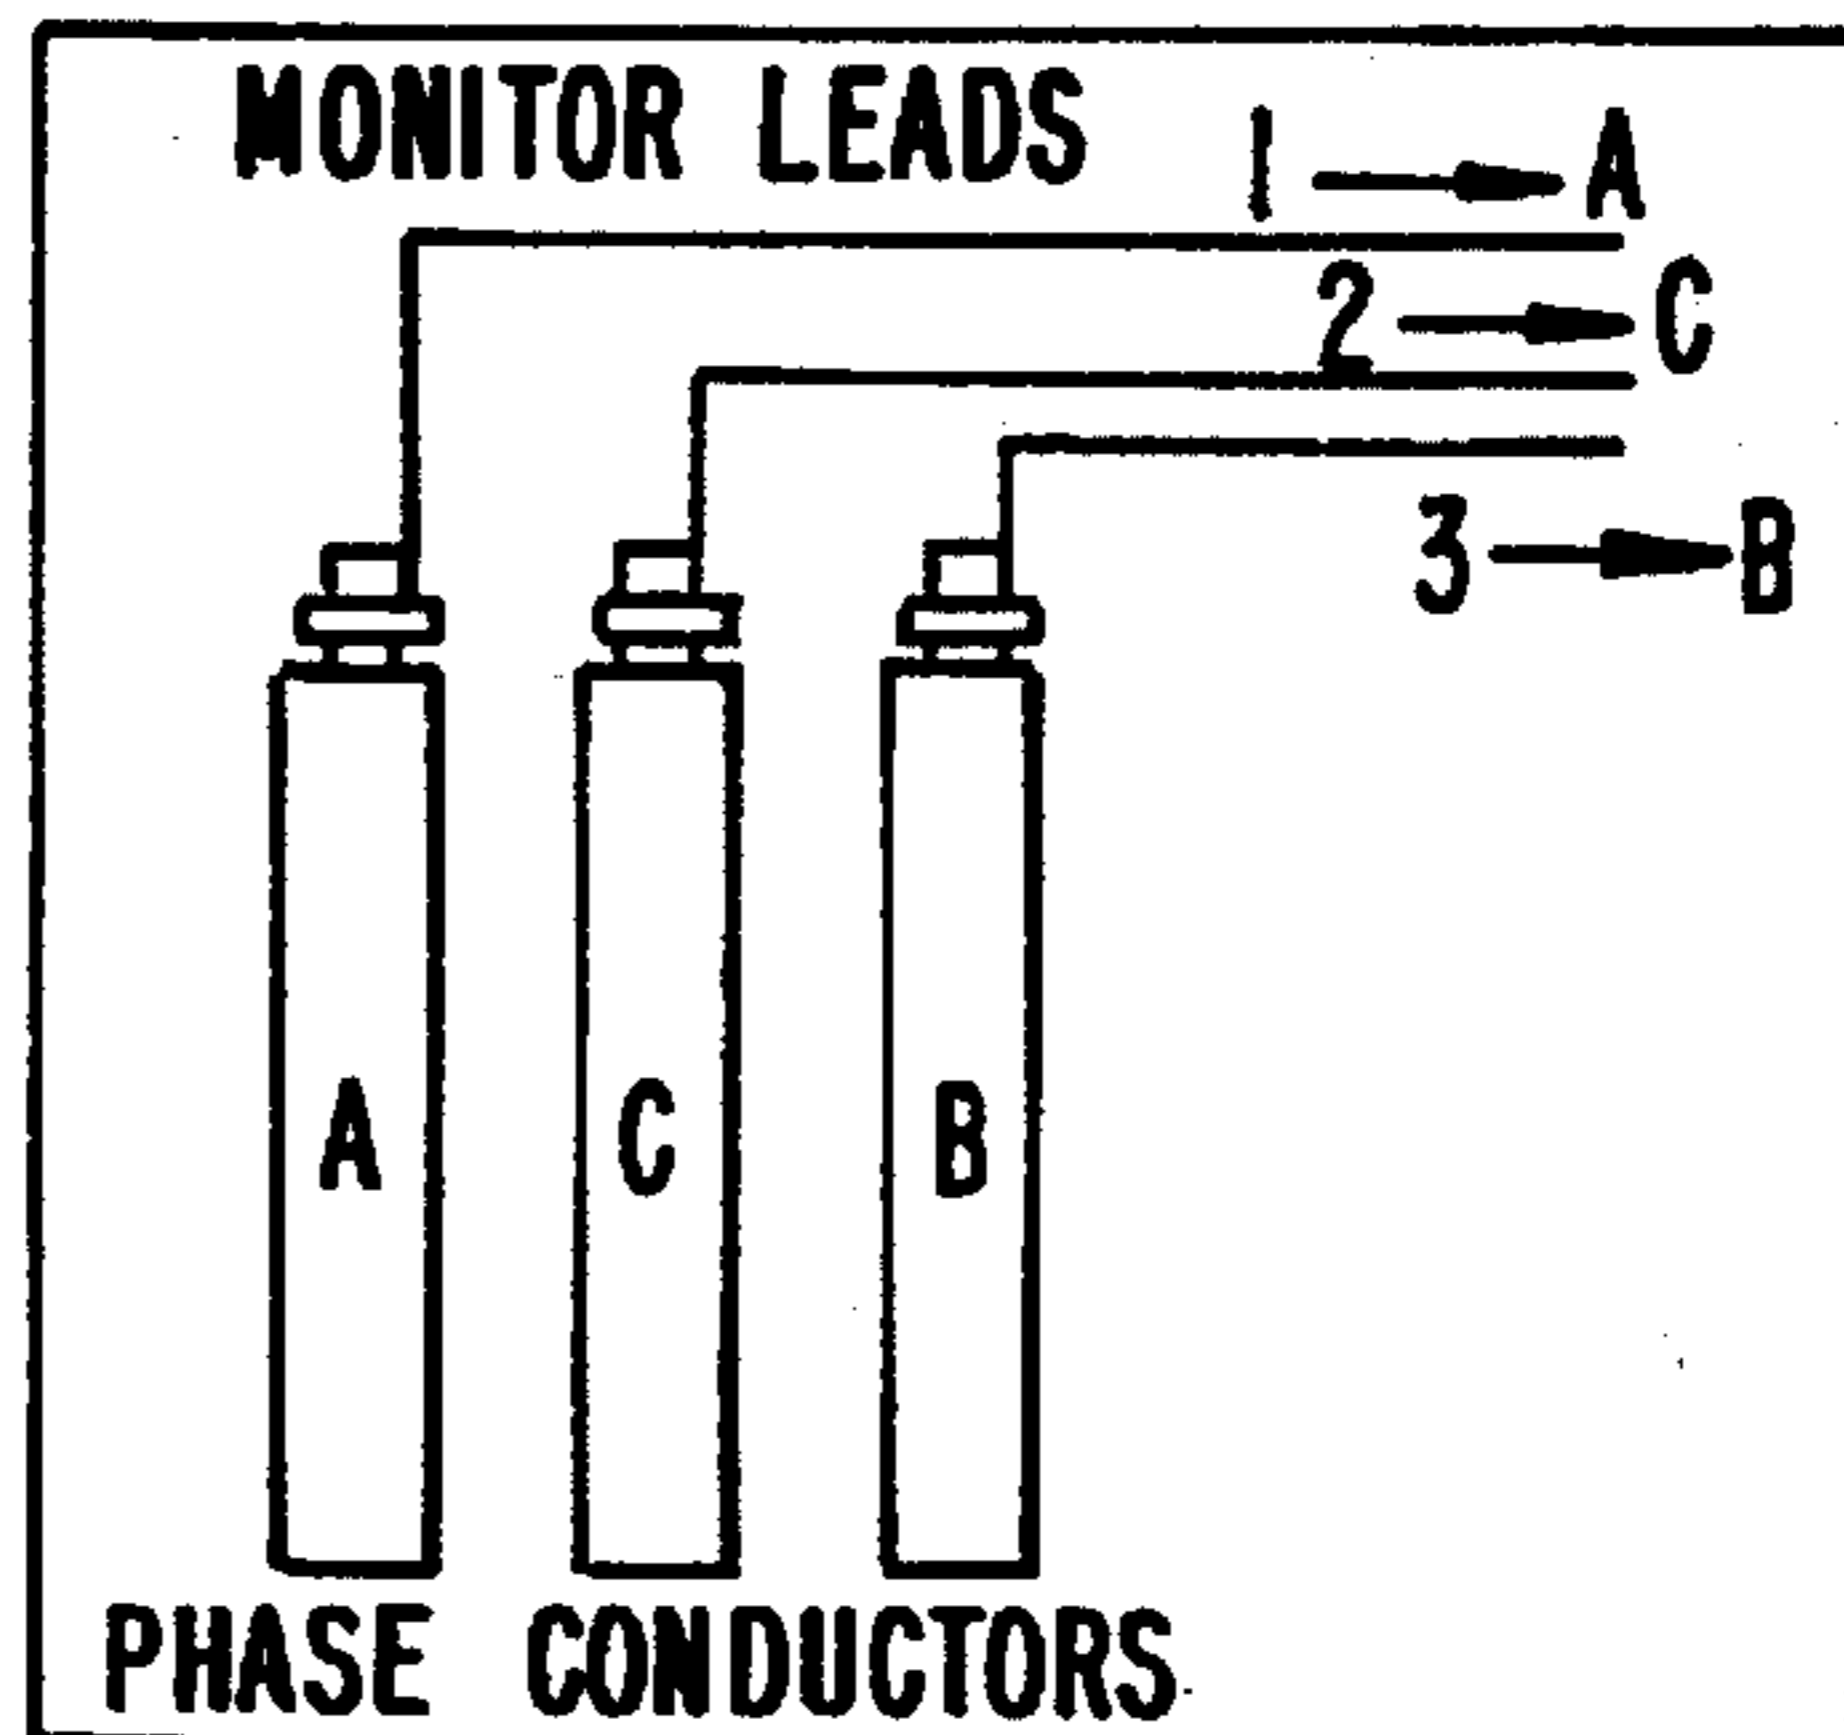 MONITOR LEADS
1 → A
2 → C
3 → B
A C B
PHASE CONDUCTORS